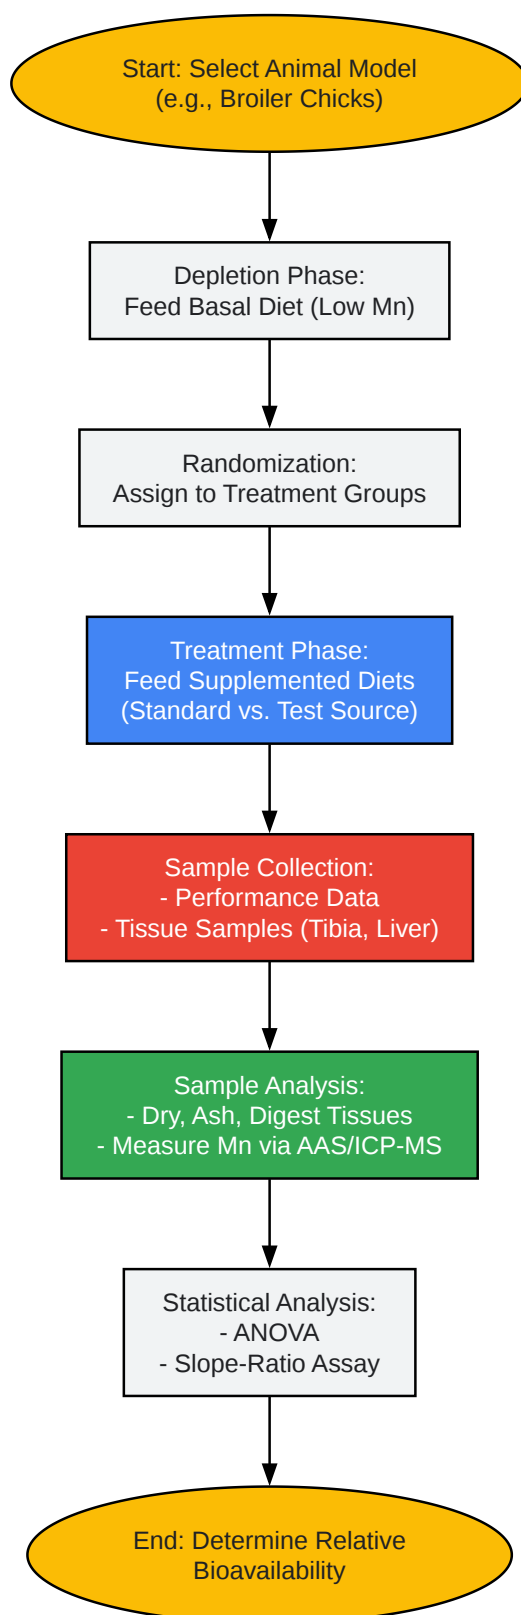 Start: Select Animal Model
(e.g., Broiler Chicks)
Depletion Phase:
Feed Basal Diet (Low Mn)
Randomization:
Assign to Treatment Groups
Treatment Phase:
Feed Supplemented Diets
(Standard vs. Test Source)
Sample Collection:
- Performance Data
- Tissue Samples (Tibia, Liver)
Sample Analysis:
- Dry, Ash, Digest Tissues
- Measure Mn via AAS/ICP-MS
Statistical Analysis:
- ANOVA
- Slope-Ratio Assay
End: Determine Relative
Bioavailability